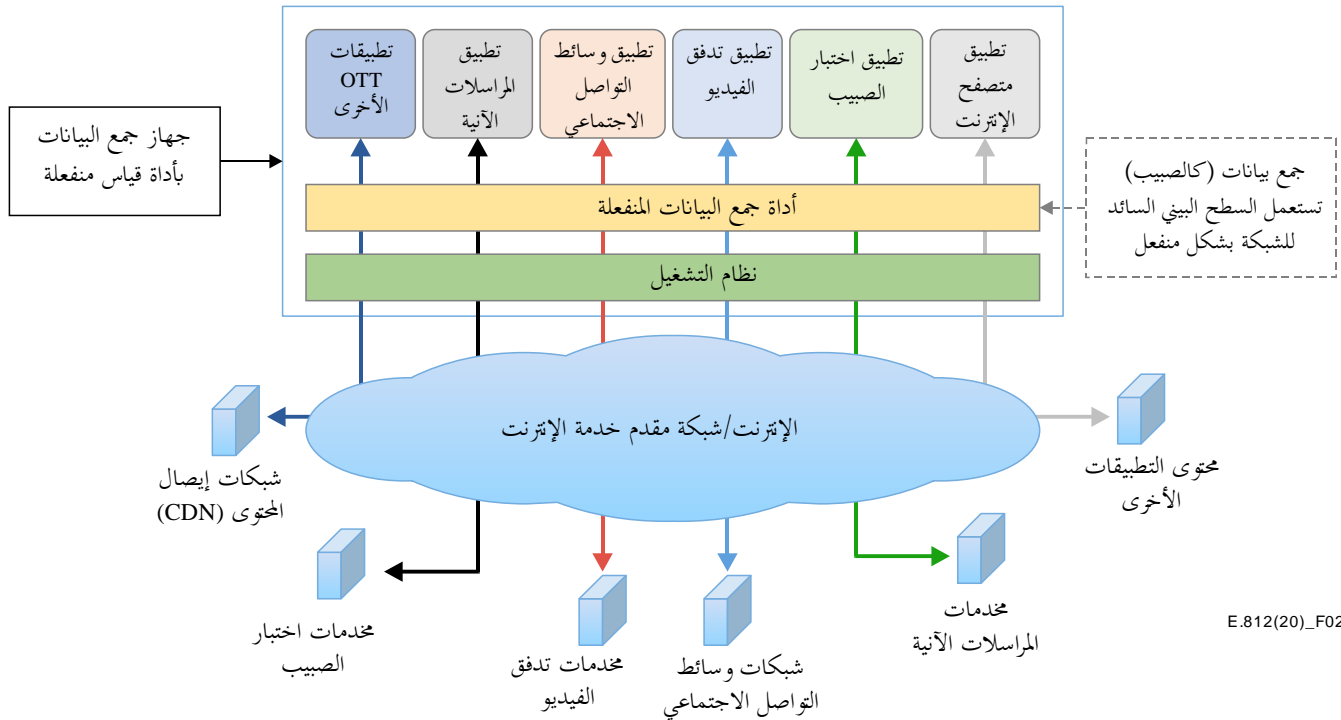 تطبيق
متصفح
الإنترنت
تطبيق اختبار
الصبيب
تطبيق تدفق
الفيديو
تطبيق وسائط
التواصل
الاجتماعي
تطبيق
المراسلات
الآنية
تطبيقات
OTT
الأخرى
جهاز جمع البيانات
بأداة قياس منفعلة
جمع بيانات (كالصبيب)
تستعمل السطح البيني السائد
للشبكة بشكل منفعل
أداة جمع البيانات المنفعلة
نظام التشغيل
الإنترنت/شبكة مقدم خدمة الإنترنت
محتوى التطبيقات
الأخرى
شبكات إيصال
المحتوى (CDN)
مخدمات
المراسلات الآنية
شبكات وسائط
التواصل الاجتماعي
مخدمات تدفق
الفيديو
مخدمات اختبار
الصبيب
E.812(20)_F02